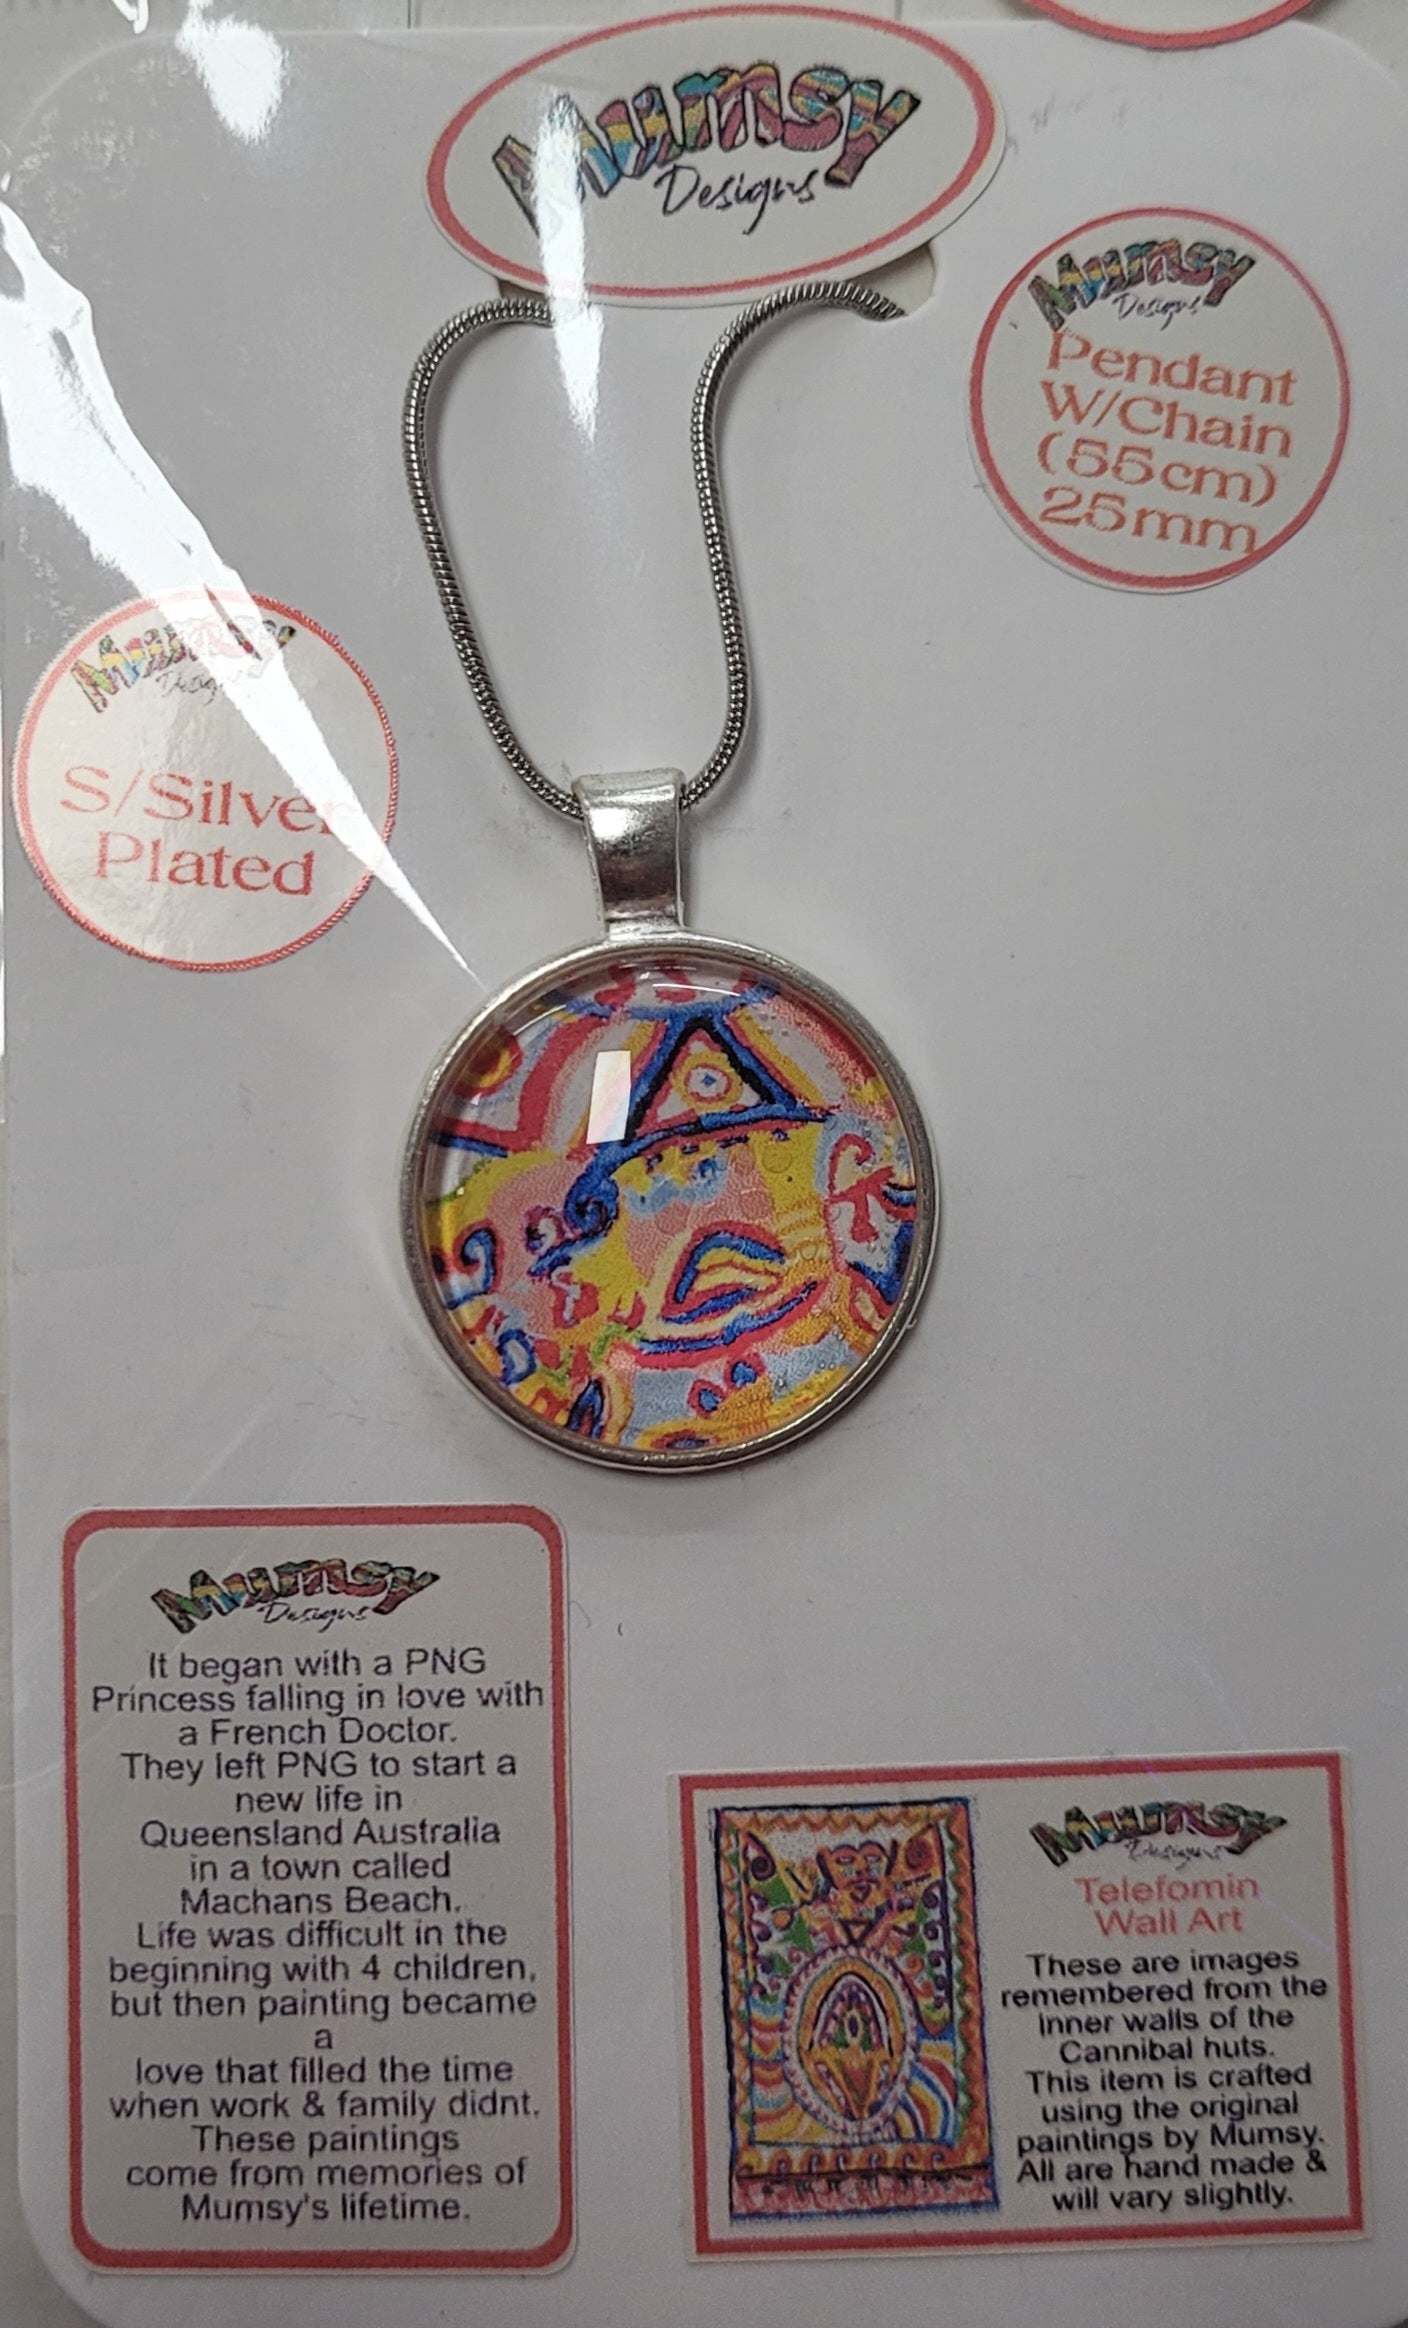 Mumsy
Designs
Mumsy
Designs
Pendant
W/Chain
(55cm)
25mm
Mumsy
Designs
S/Silver
Plated
Mumsy
Designs
It began with a PNG
Princess falling in love with
a French Doctor.
They left PNG to start a
new life in
Queensland Australia
in a town called
Machans Beach.
Life was difficult in the
beginning with 4 children,
but then painting became
a
love that filled the time
when work & family didnt.
These paintings
come from memories of
Mumsy's lifetime.
Mumsy
Designs
Telefomin
Wall Art
These are images
remembered from the
inner walls of the
Cannibal huts.
This item is crafted
using the original
paintings by Mumsy.
All are hand made &
will vary slightly.